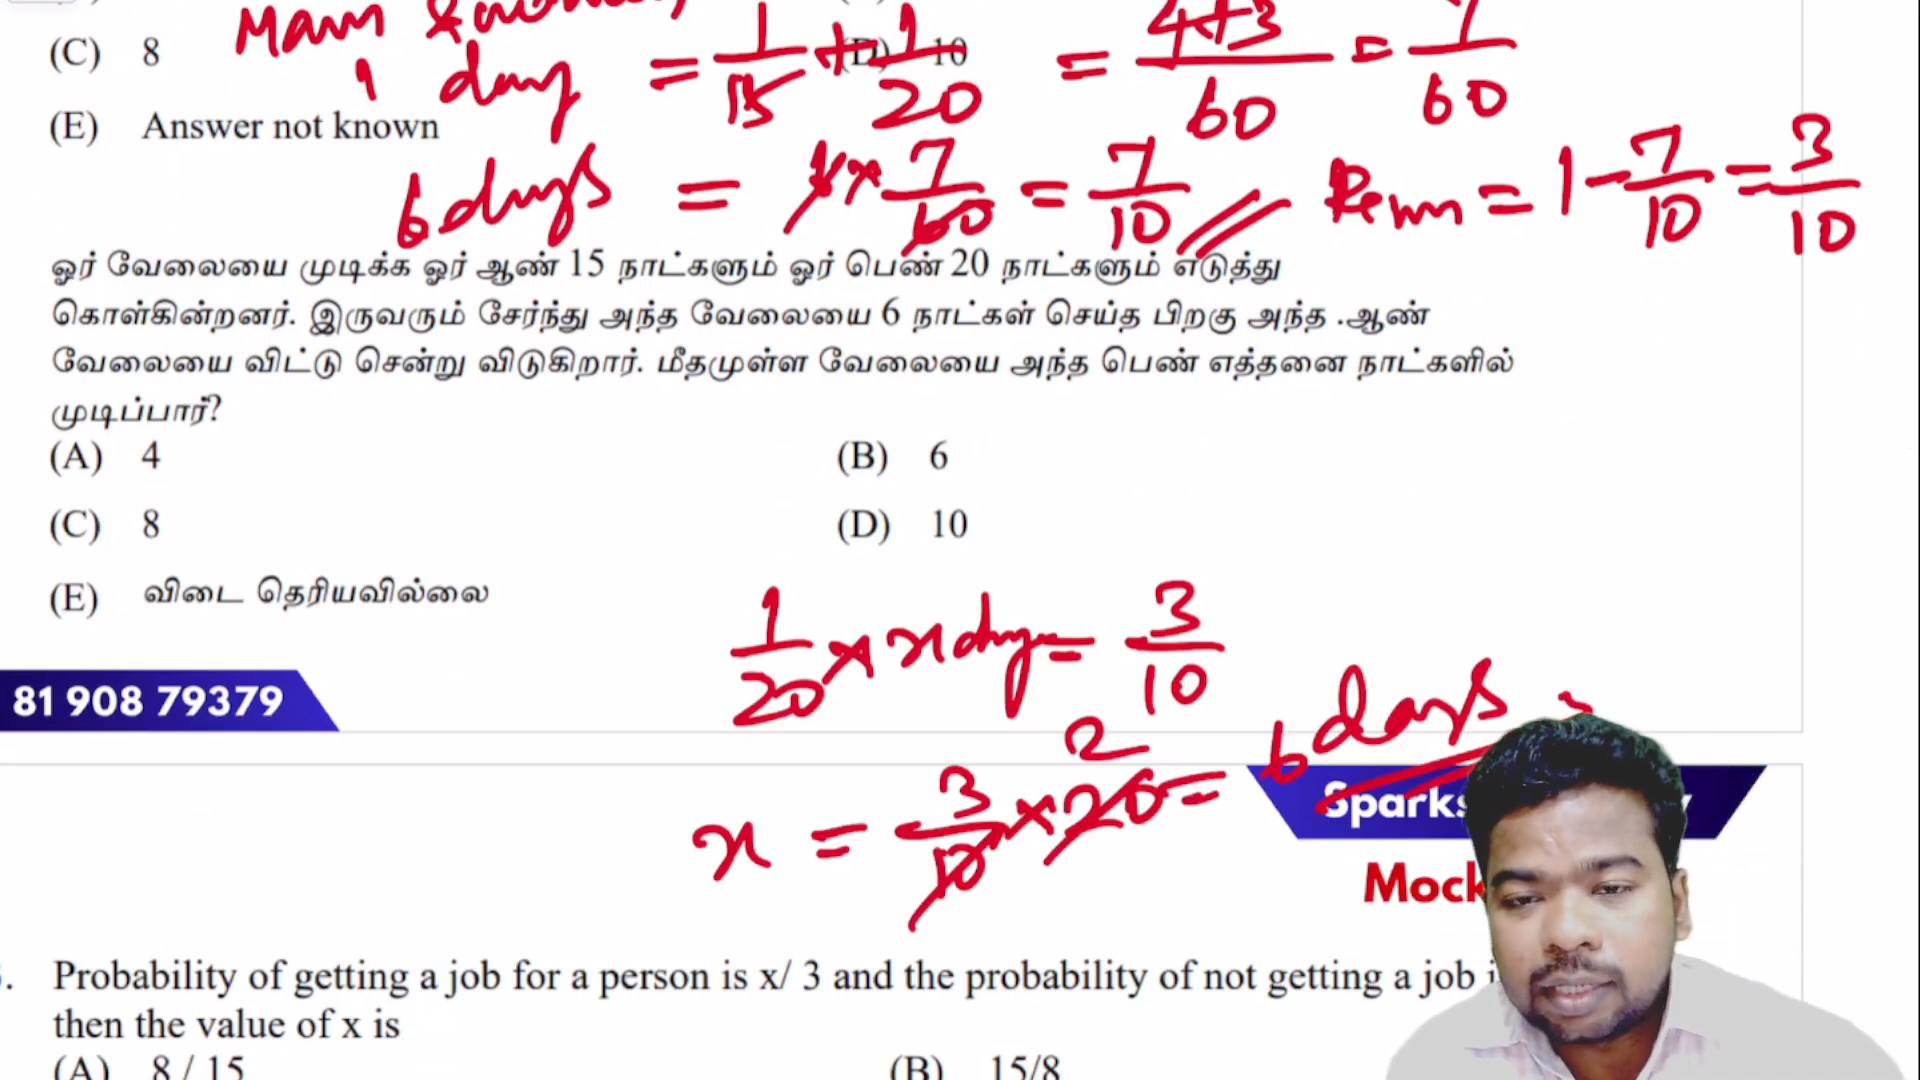 Man &
(C) 8 (D) 10
1 day = 1/15 + 1/20 = 4+3/60 = 7/60
(E) Answer not known
6 days = 6 × 7/60 = 7/10 Rem = 1 - 7/10 = 3/10
ஓர் வேலையை முடிக்க ஓர் ஆண் 15 நாட்களும் ஓர் பெண் 20 நாட்களும் எடுத்து
கொள்கின்றனர். இருவரும் சேர்ந்து அந்த வேலையை 6 நாட்கள் செய்த பிறகு அந்த .ஆண்
வேலையை விட்டு சென்று விடுகிறார். மீதமுள்ள வேலையை அந்த பெண் எத்தனை நாட்களில்
முடிப்பார்?
(A) 4 (B) 6
(C) 8 (D) 10
(E) விடை தெரியவில்லை
1/20 × x day = 3/10
81 908 79379
x = 3/10 × 20 2 = 6 days
Sparks
Mock
Probability of getting a job for a person is x/ 3 and the probability of not getting a job
then the value of x is
(A) 8 / 15 (B) 15/8